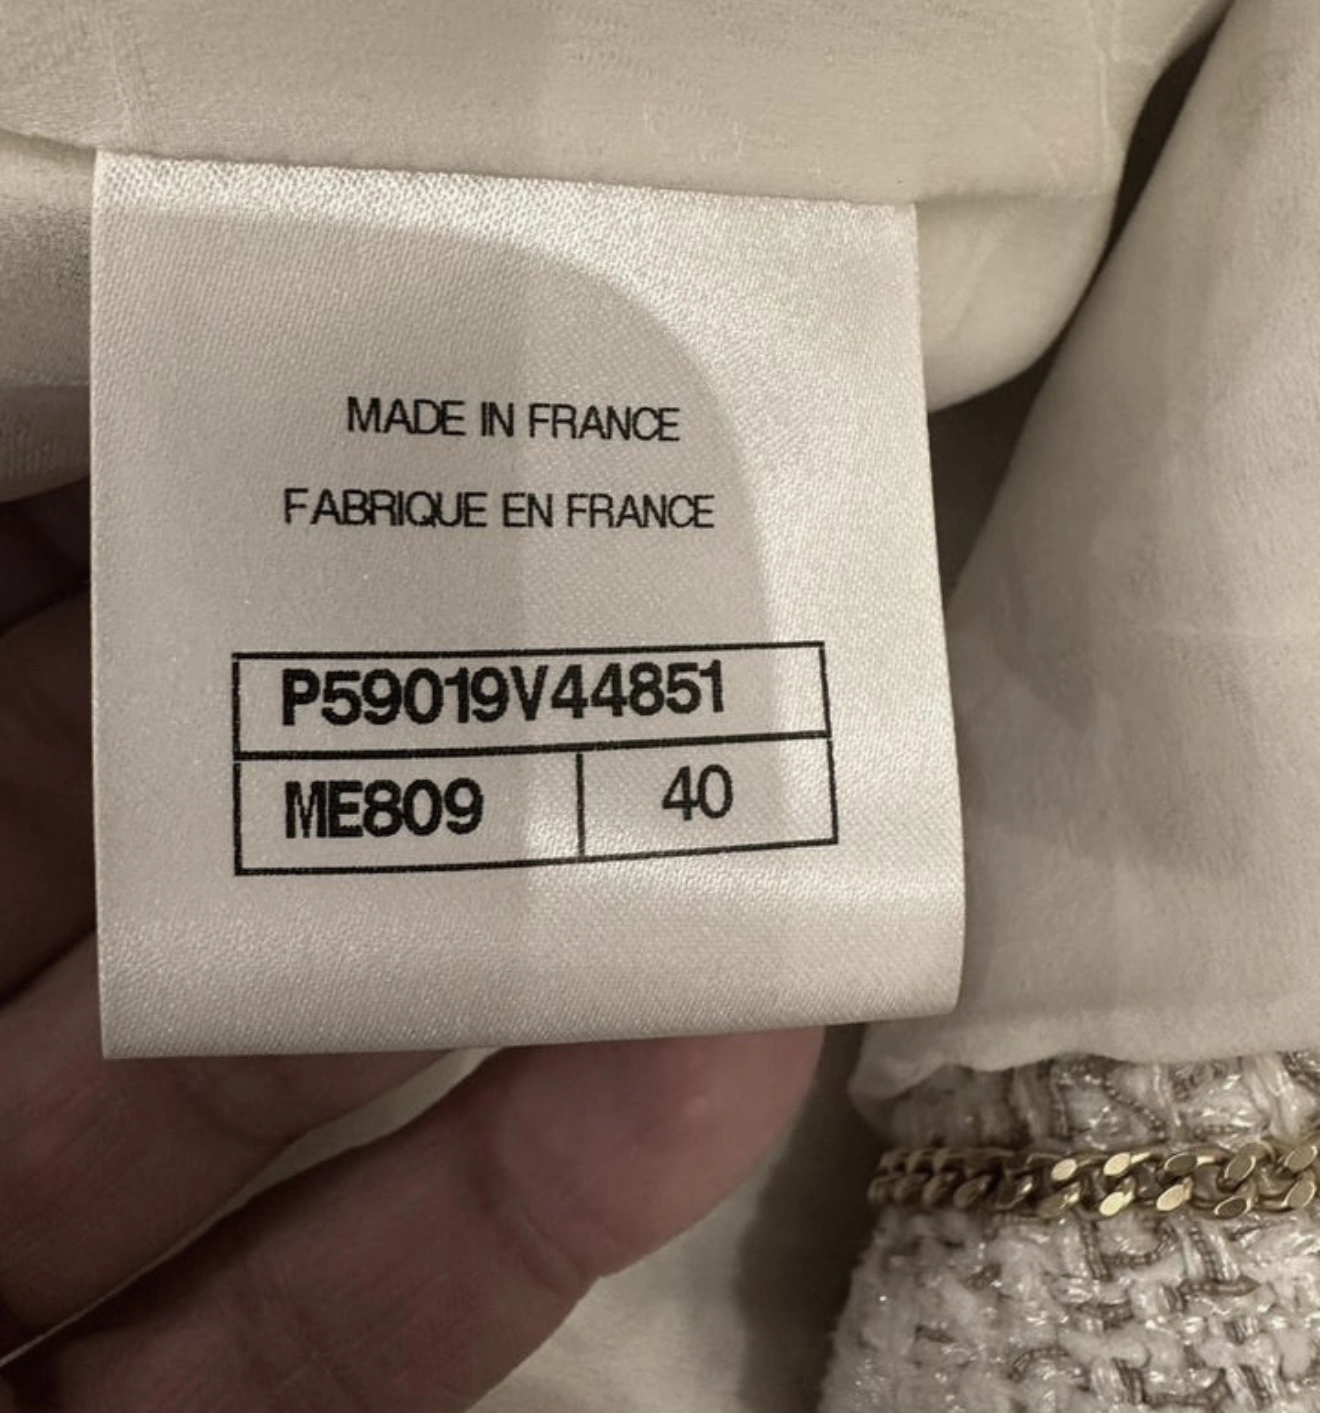 MADE IN FRANCE
FABRIQUE EN FRANCE
P59019V44851
ME809 40